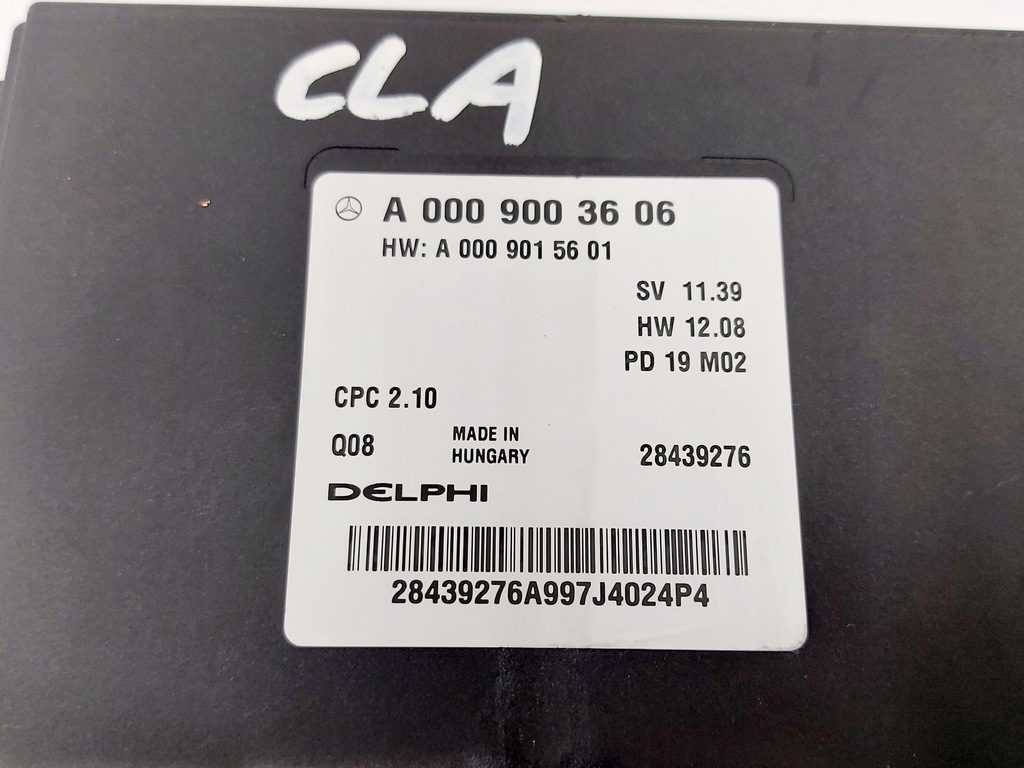 CLA
A 000 900 36 06
HW: A 000 901 56 01
SV 11.39
HW 12.08
PD 19 M02
CPC 2.10
Q08
MADE IN
HUNGARY
28439276
DELPHI
28439276A997J4024P4